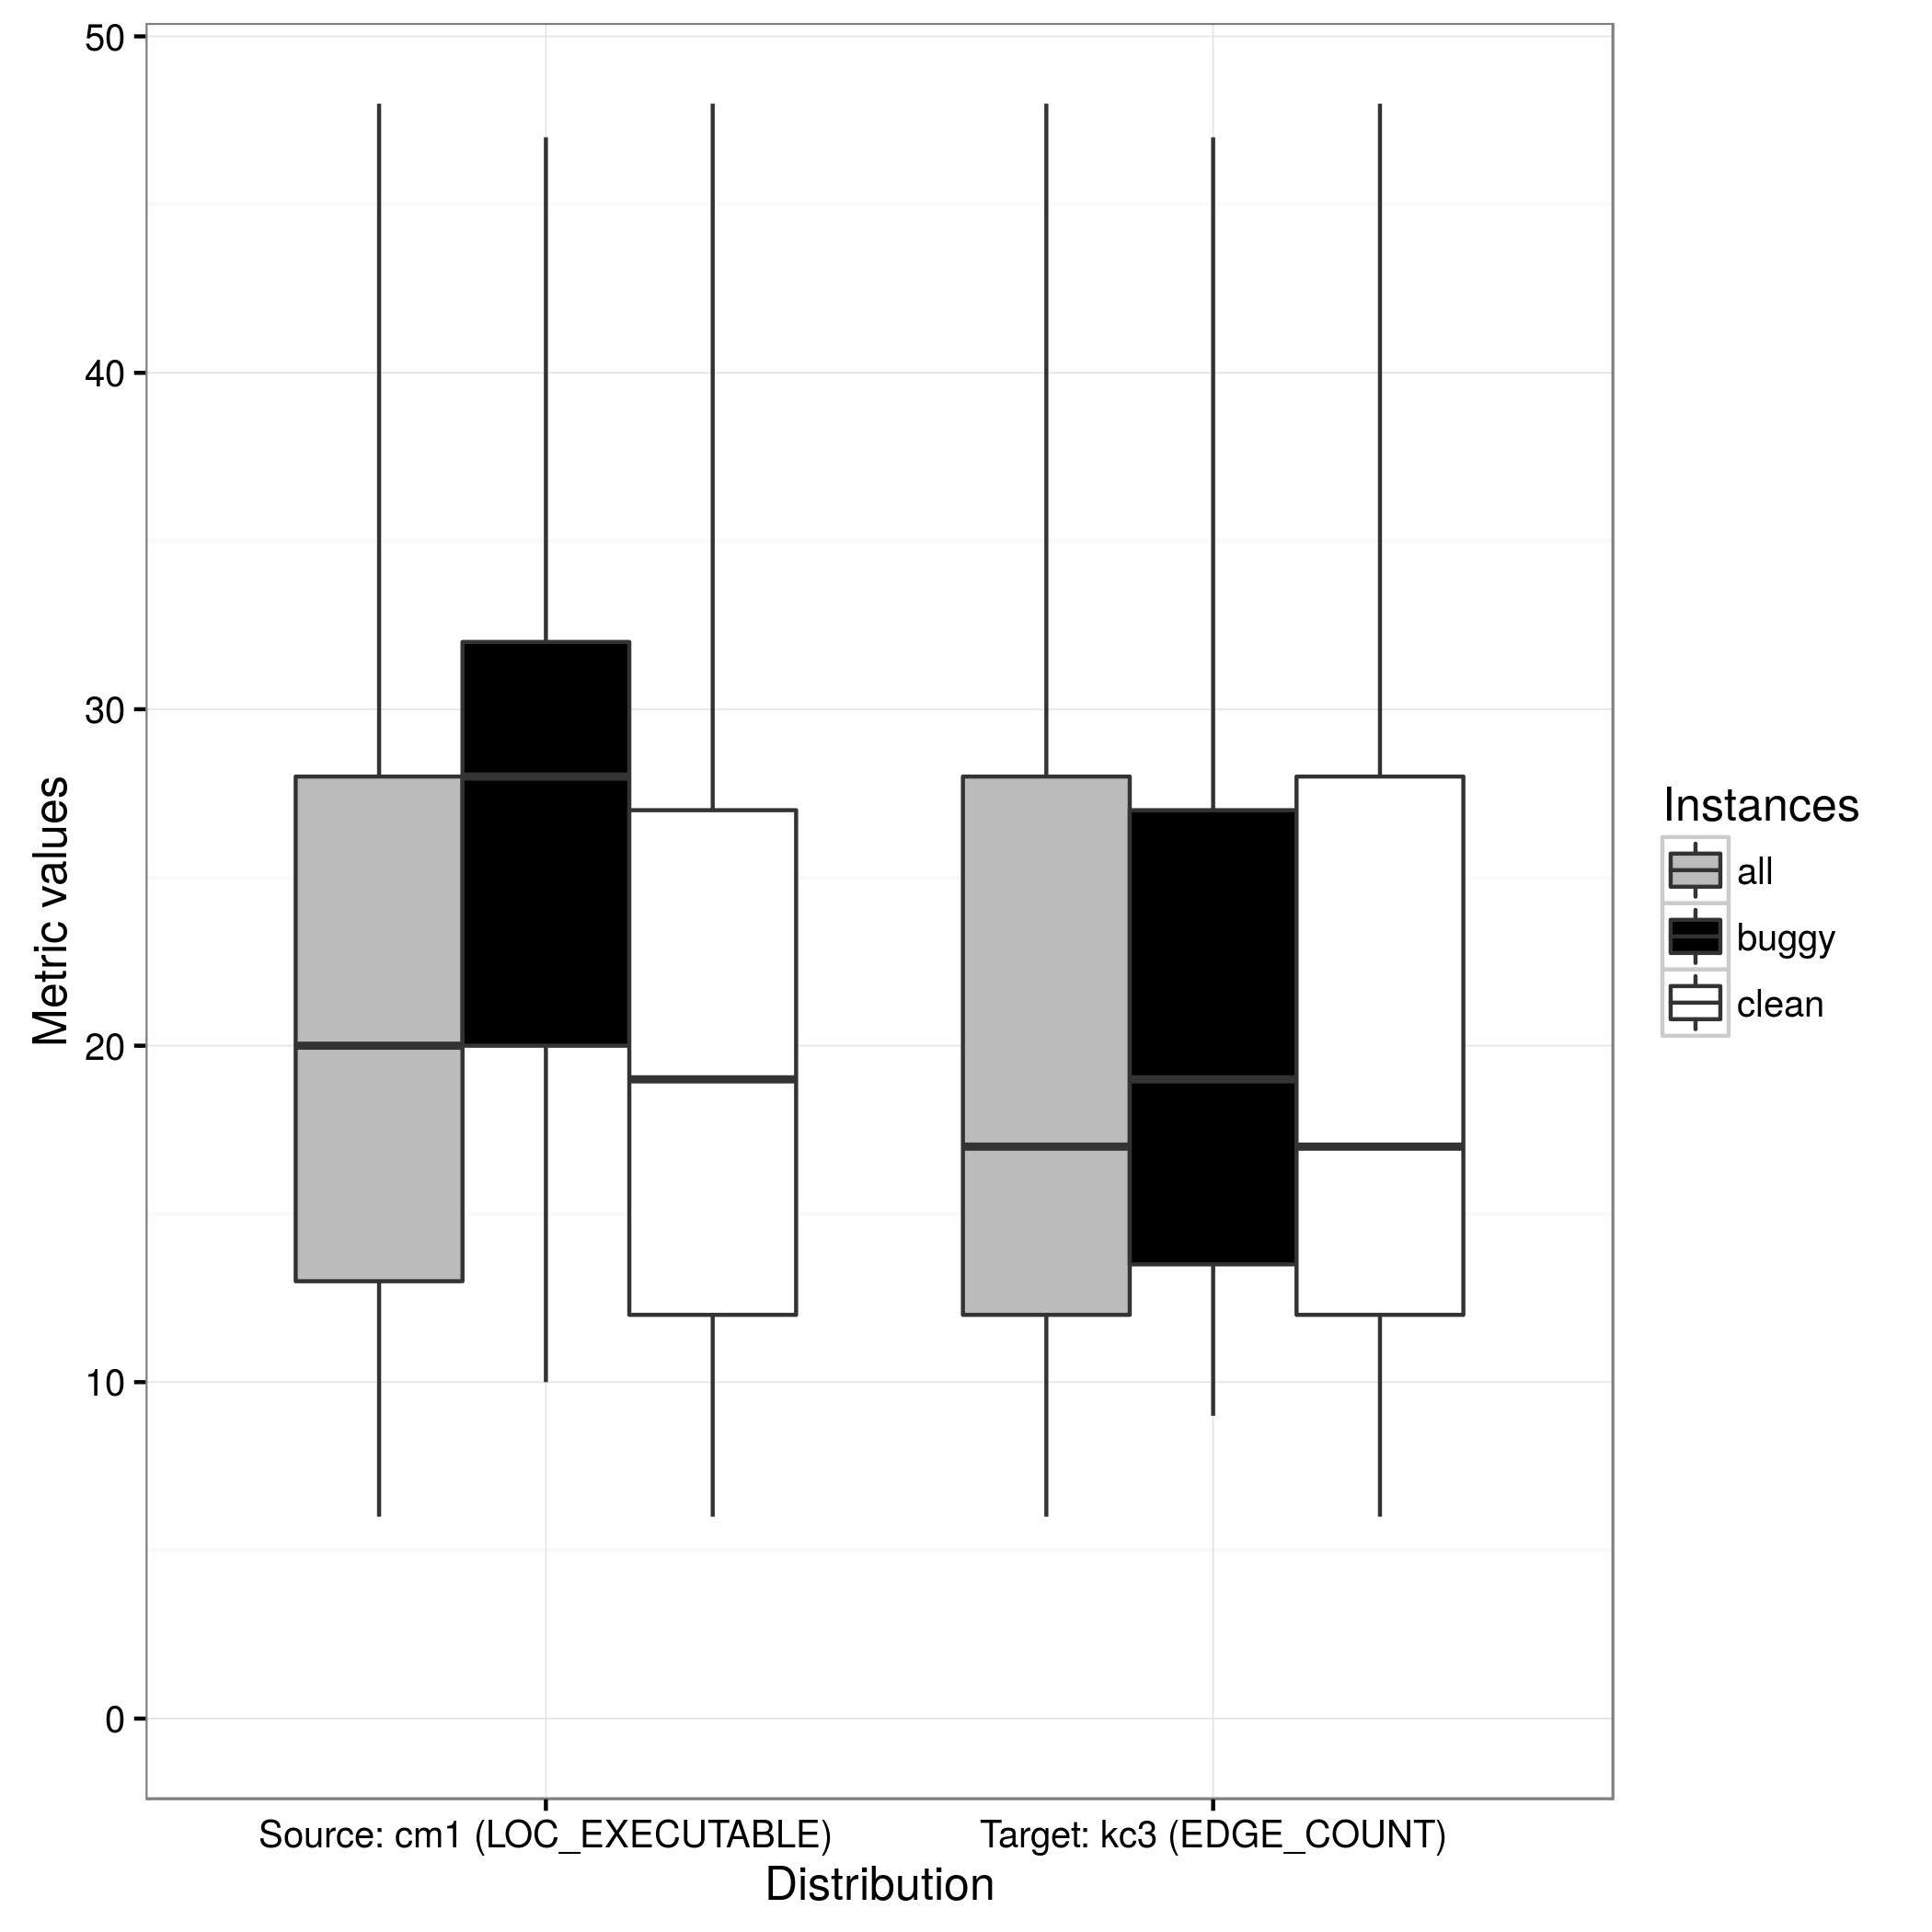 Metric values
50
40
30
20
10
0
Source: cm1 (LOC_EXECUTABLE)
Target: kc3 (EDGE_COUNT)
Distribution
Instances
all
buggy
clean